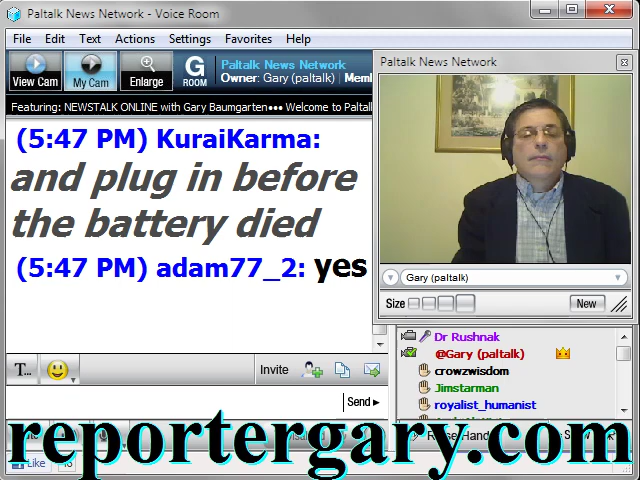 Paltalk News Network - Voice Room
File Edit Text Actions Settings Favorites Help
View Cam My Cam Enlarge
G
ROOM
Paltalk News Network
Owner: Gary (paltalk) | Memb
Featuring: NEWSTALK ONLINE with Gary Baumgarten●●● Welcome to Paltalk
(5:47 PM) KuraiKarma:
and plug in before
the battery died
(5:47 PM) adam77_2: yes
Paltalk News Network
Gary (paltalk)
Size New
T...
Invite
Send
Dr Rushnak
@Gary (paltalk)
crowzwisdom
Jimstarman
royalist_humanist
reportergary.com
Like